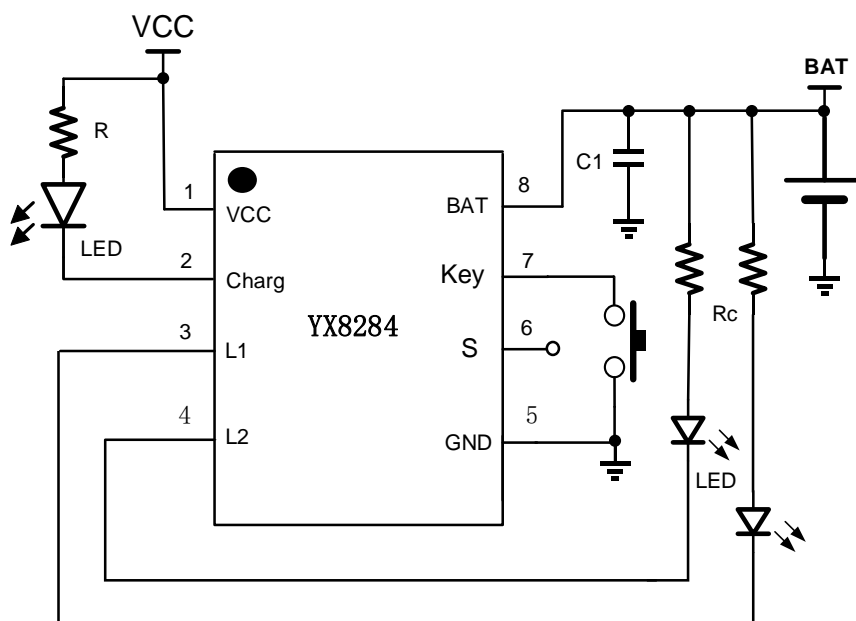 VCC
BAT
R
C1
1
8
VCC
BAT
LED
2
7
Charg
Key
Rc
3
YX8284
6
L1
S
4
5
L2
GND
LED